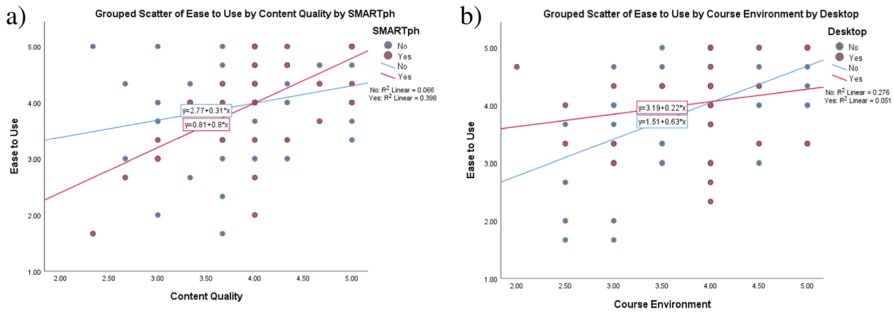 a)
Grouped Scatter of Ease to Use by Content Quality by SMARTph
SMARTph
No
Yes
No
Yes
No: R² Linear = 0.066
Yes: R² Linear = 0.398
5.00
4.00
3.00
2.00
1.00
Ease to Use
y=2.77+0.31*x
y=0.81+0.8*x
2.00 2.50 3.00 3.50 4.00 4.50 5.00
Content Quality
b)
Grouped Scatter of Ease to Use by Course Environment by Desktop
Desktop
No
Yes
No
Yes
No: R² Linear = 0.276
Yes: R² Linear = 0.051
5.00
4.00
3.00
2.00
1.00
Ease to Use
y=3.19+0.22*x
y=1.51+0.63*x
2.00 2.50 3.00 3.50 4.00 4.50 5.00
Course Environment